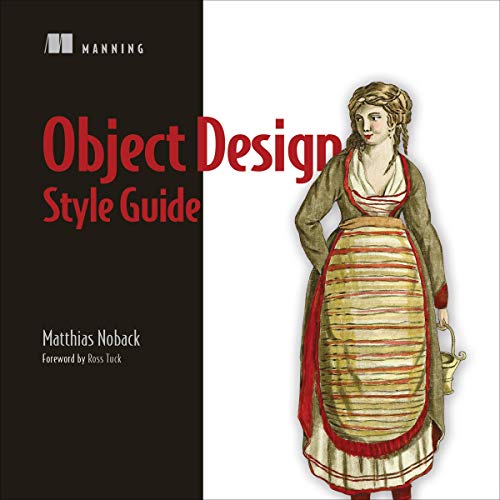 MANNING
Object Design
Style Guide
Matthias Noback
Foreword by Ross Tuck